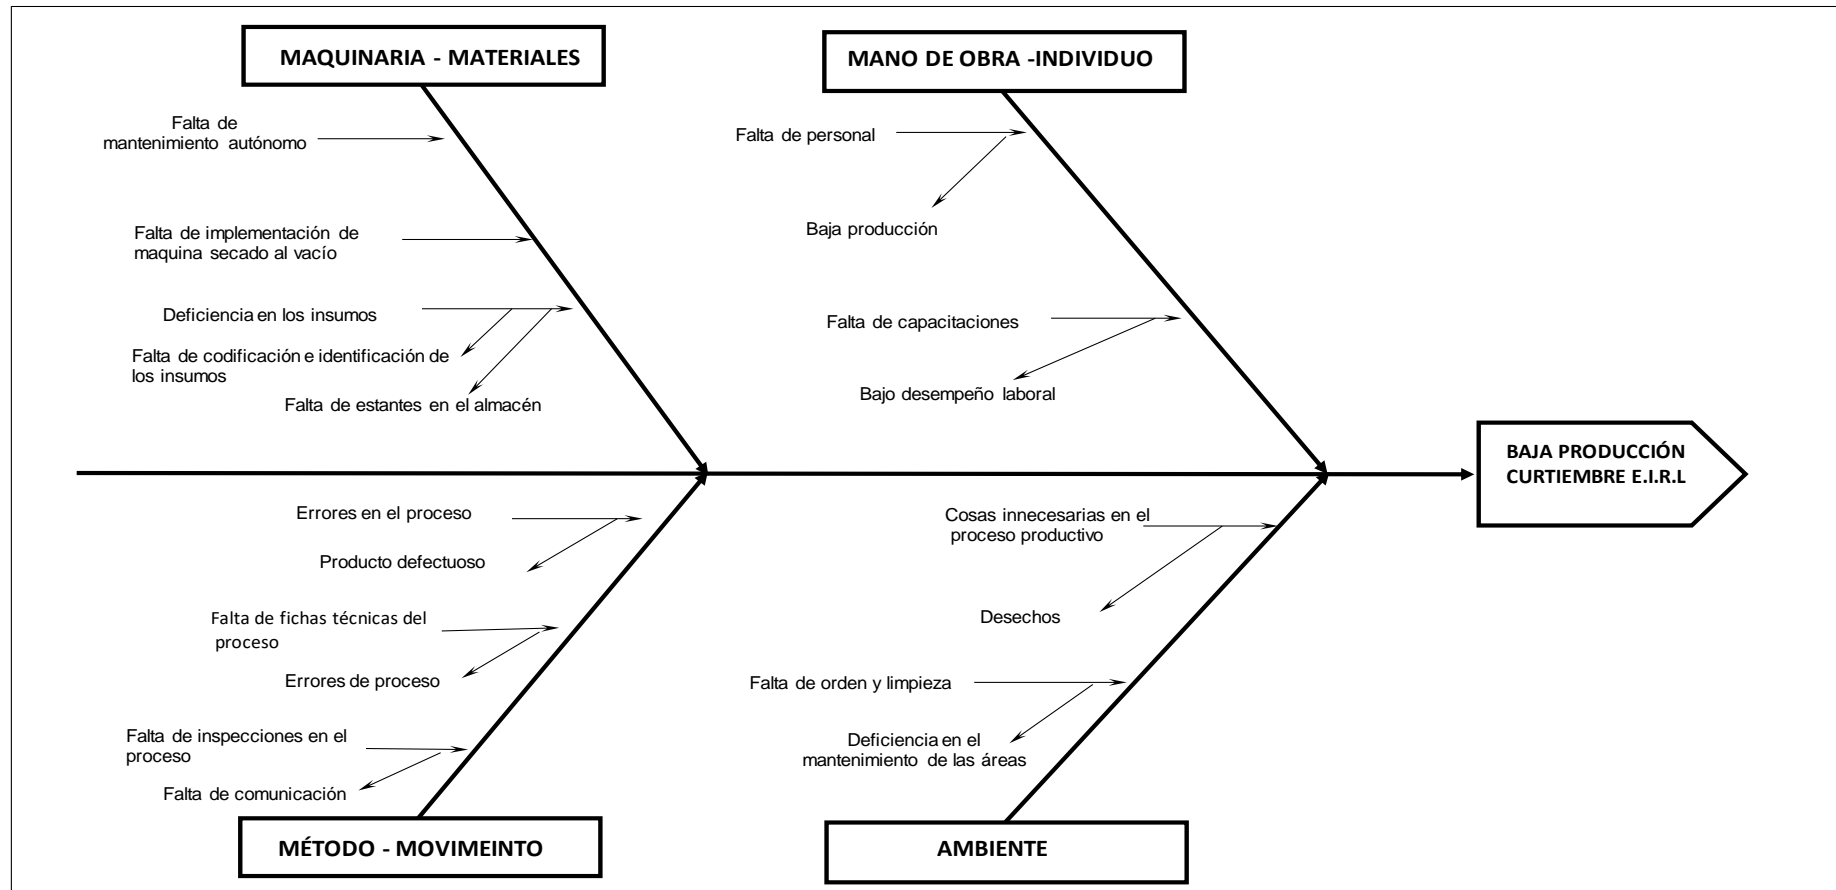 MAQUINARIA - MATERIALES
MANO DE OBRA -INDIVIDUO
Falta de
mantenimiento autónomo
Falta de implementación de
maquina secado al vacío
Deficiencia en los insumos
Falta de codificación e identificación de
los insumos
Falta de estantes en el almacén
Falta de personal
Baja producción
Falta de capacitaciones
Bajo desempeño laboral
BAJA PRODUCCIÓN
CURTIEMBRE E.I.R.L
Errores en el proceso
Producto defectuoso
Falta de fichas técnicas del
proceso
Errores de proceso
Falta de inspecciones en el
proceso
Falta de comunicación
Cosas innecesarias en el
proceso productivo
Desechos
Falta de orden y limpieza
Deficiencia en el
mantenimiento de las áreas
MÉTODO - MOVIMEINTO
AMBIENTE